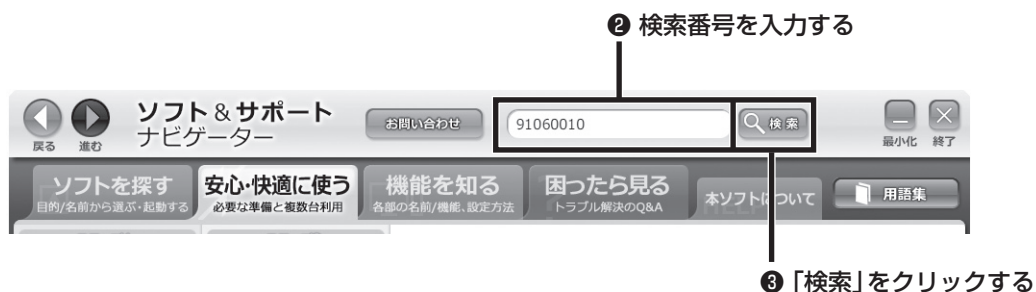 ❷ 検索番号を入力する
戻る
進む
ソフト&サポート
ナビゲーター
お問い合わせ
91060010
検索
最小化
終了
ソフトを探す
目的/名前から選ぶ・起動する
安心・快適に使う
必要な準備と複数台利用
機能を知る
各部の名前/機能、設定方法
困ったら見る
トラブル解決のQ&A
本ソフトについて
用語集
❸「検索」をクリックする